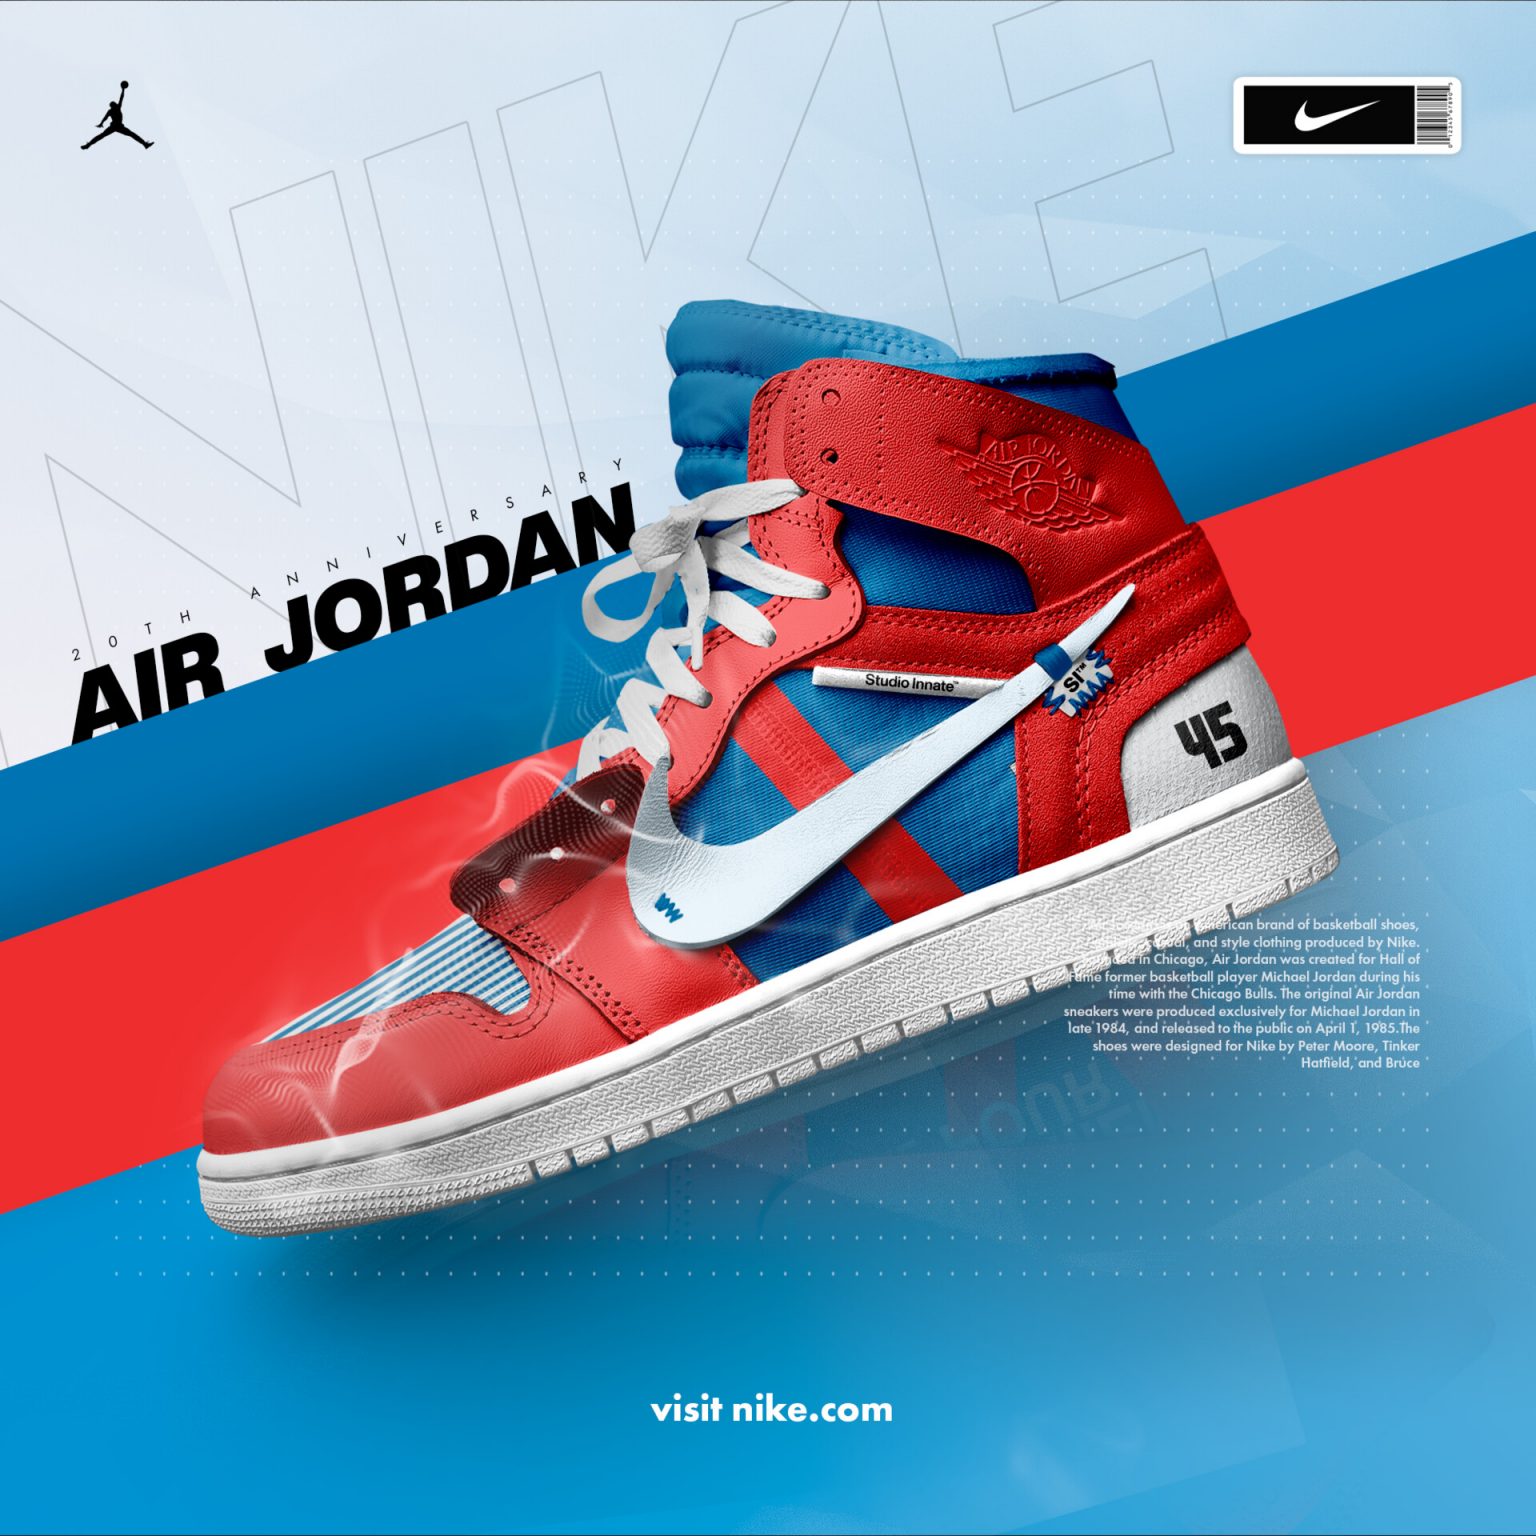 NIKE
20TH ANNIVERSARY
AIR JORDAN
AIR JORDAN
Studio Innate™
SI™
45
American brand of basketball shoes,
casual, and style clothing produced by Nike.
in Chicago, Air Jordan was created for Hall of
Fame former basketball player Michael Jordan during his
time with the Chicago Bulls. The original Air Jordan
sneakers were produced exclusively for Michael Jordan in
late 1984, and released to the public on April 1, 1985.The
shoes were designed for Nike by Peter Moore, Tinker
Hatfield, and Bruce
visit nike.com